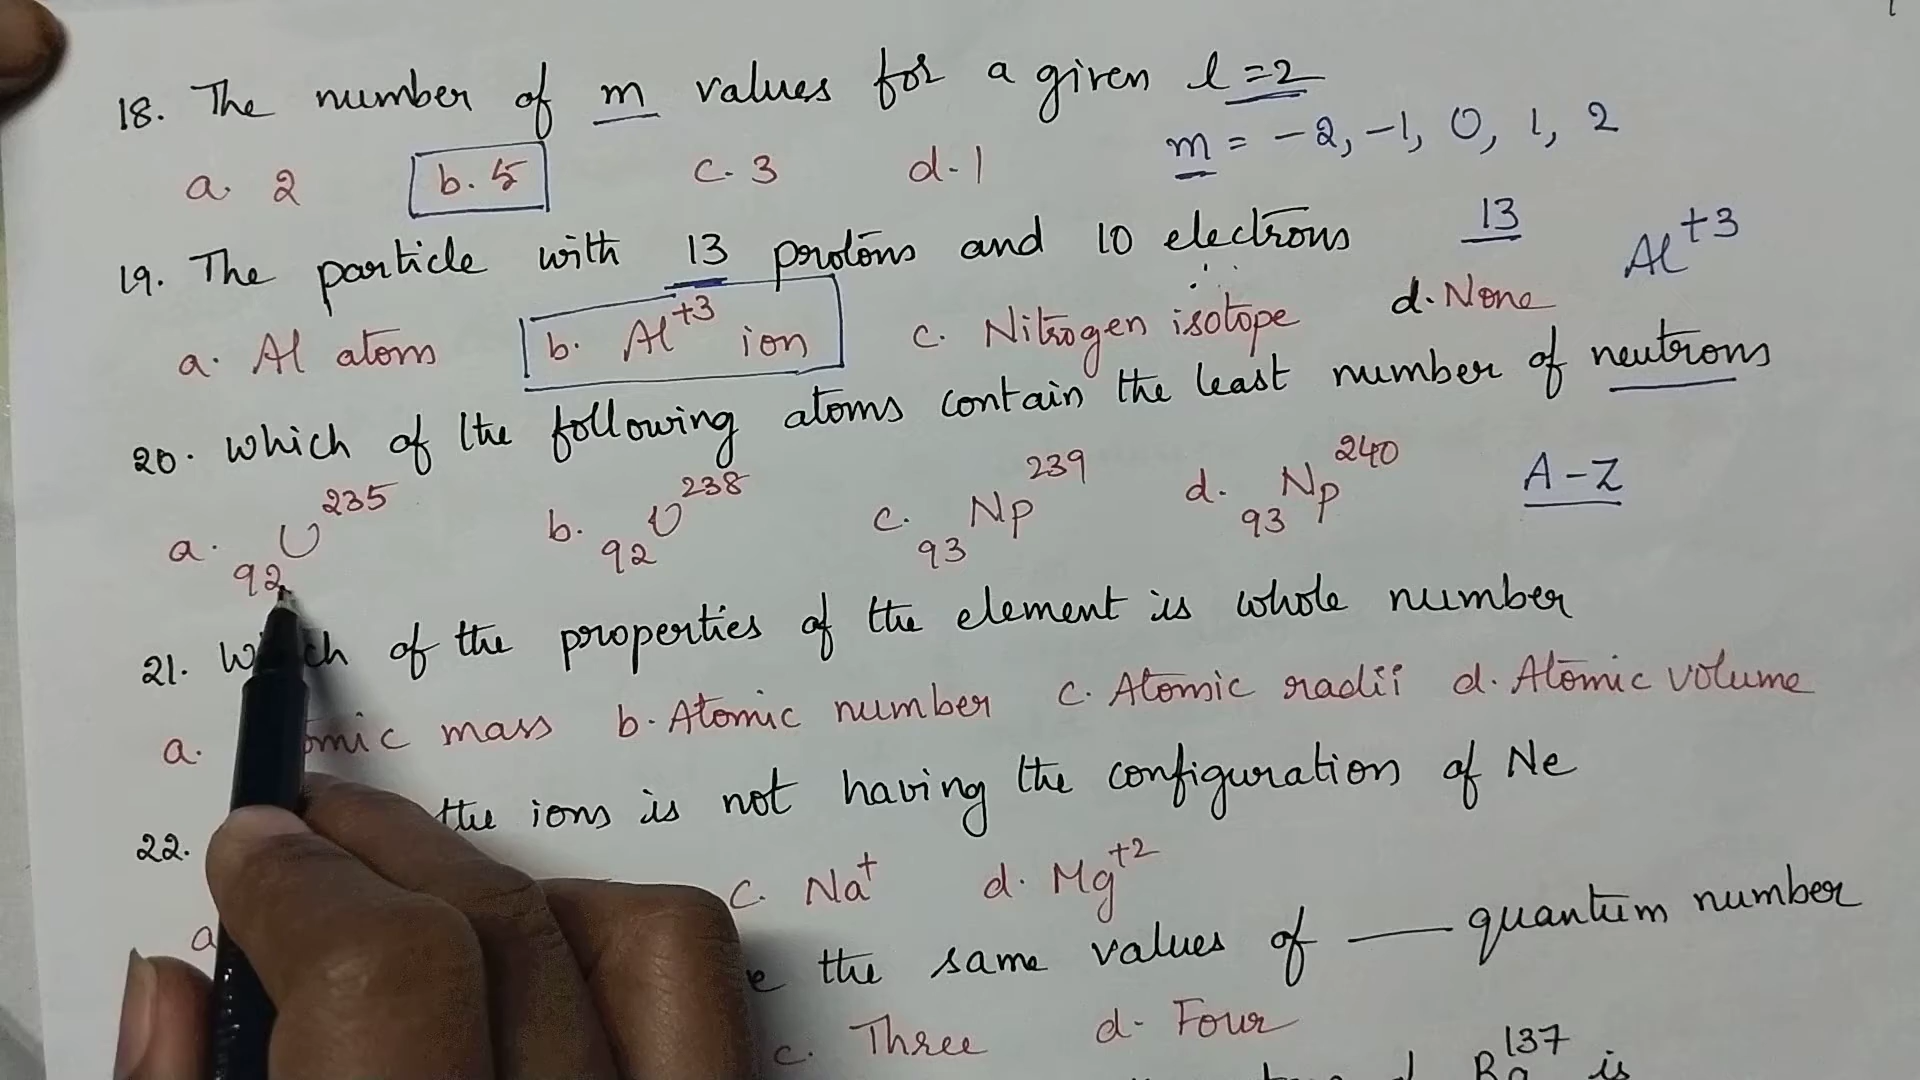 18. The number of m values for a given l=2
a. 2 b. 5 c. 3 d. 1 m = -2, -1, 0, 1, 2
19. The particle with 13 protons and 10 electrons 13 Al+3
a. Al atom b. Al+3 ion c. Nitrogen isotope d. None
20. Which of the following atoms contain the least number of neutrons
a. 92U235 b. 92U238 c. 93Np239 d. 93Np240 A-Z
21. Which of the properties of the element is whole number
a. mic mass b. Atomic number c. Atomic radii d. Atomic volume
22. the ions is not having the configuration of Ne
a c. Na+ d. Mg+2
the same values of — quantum number
c. Three d. Four
137 is